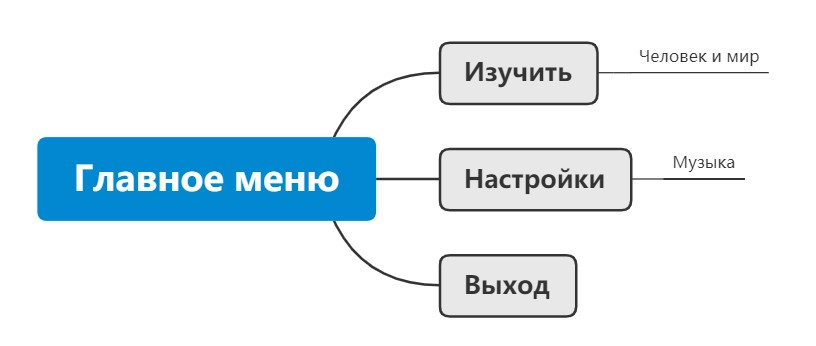 Главное меню
Изучить
Человек и мир
Настройки
Музыка
Выход